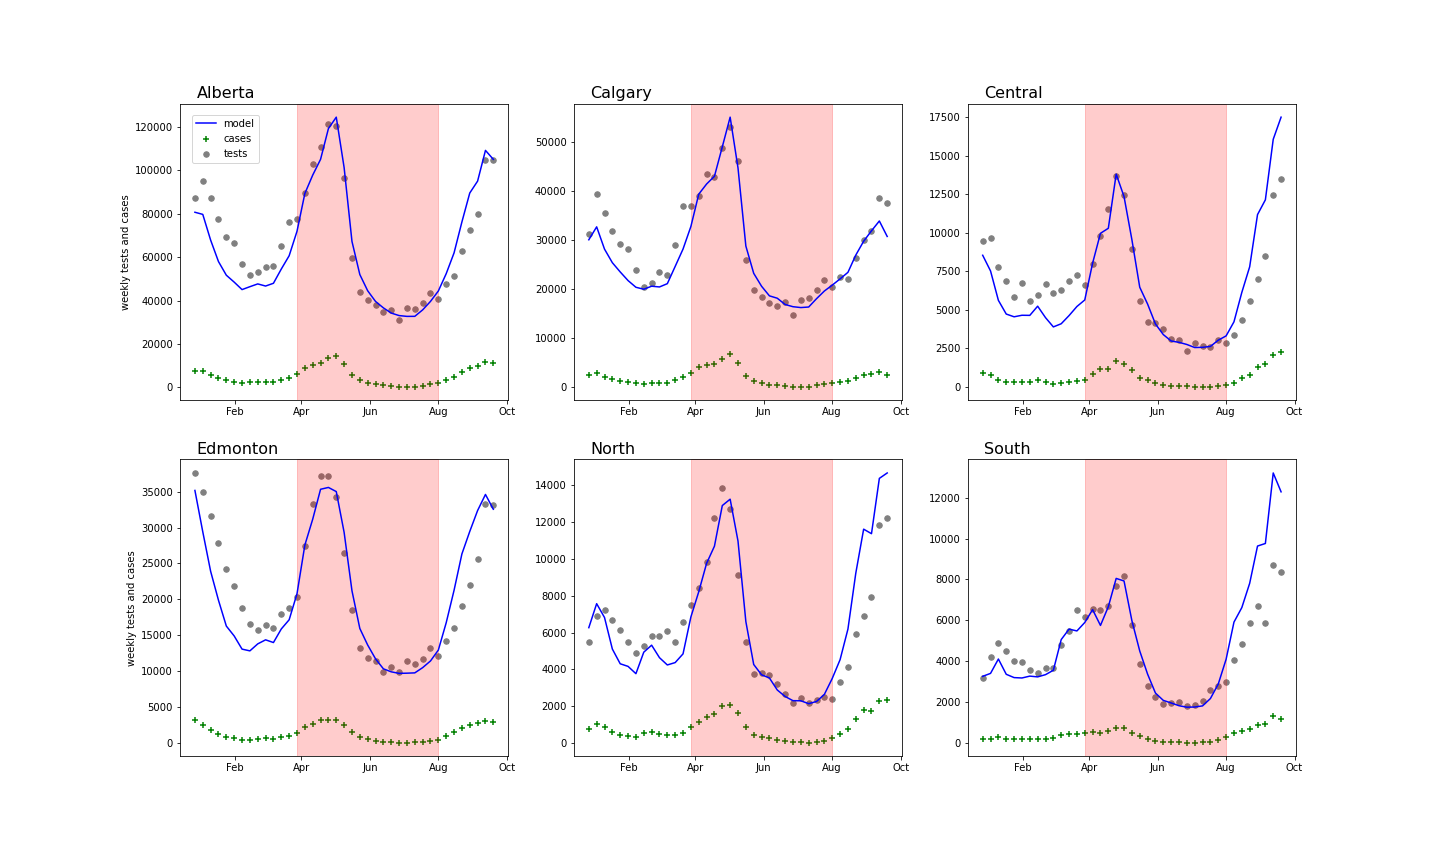 Alberta
weekly tests and cases
120000
100000
80000
60000
40000
20000
0
model
cases
tests
Feb Apr Jun Aug Oct
Calgary
50000
40000
30000
20000
10000
0
Feb Apr Jun Aug Oct
Central
17500
15000
12500
10000
7500
5000
2500
0
Feb Apr Jun Aug Oct
Edmonton
weekly tests and cases
35000
30000
25000
20000
15000
10000
5000
0
Feb Apr Jun Aug Oct
North
14000
12000
10000
8000
6000
4000
2000
0
Feb Apr Jun Aug Oct
South
12000
10000
8000
6000
4000
2000
0
Feb Apr Jun Aug Oct